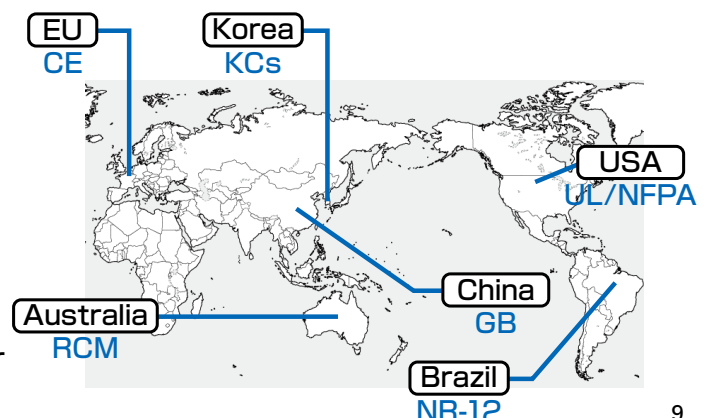 EU
CE
Korea
KCs
USA
UL/NFPA
China
GB
Australia
RCM
Brazil
NR-12
9